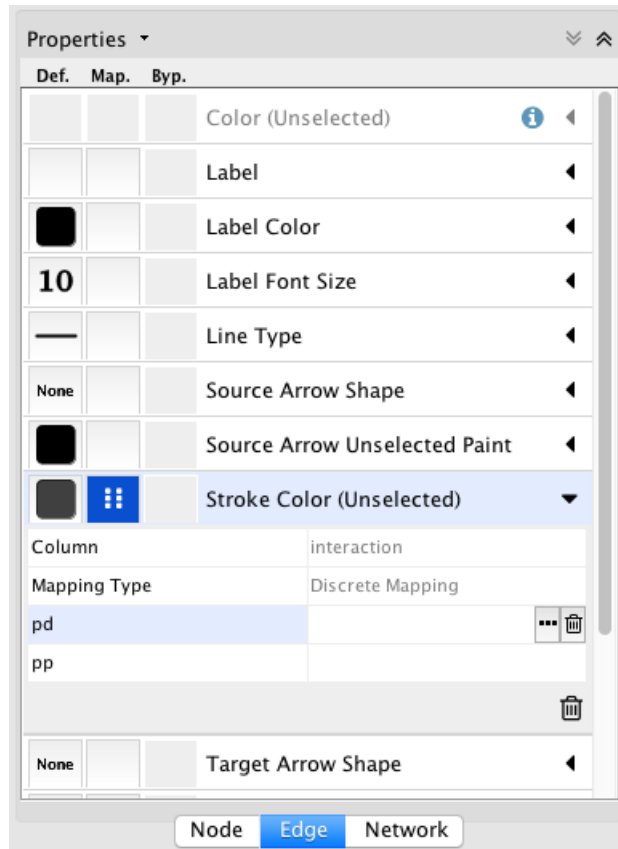 Properties
Def. Map. Byp.
Color (Unselected)
Label
Label Color
10 Label Font Size
Line Type
None Source Arrow Shape
Source Arrow Unselected Paint
Stroke Color (Unselected)
Column interaction
Mapping Type Discrete Mapping
pd
pp
None Target Arrow Shape
Node Edge Network